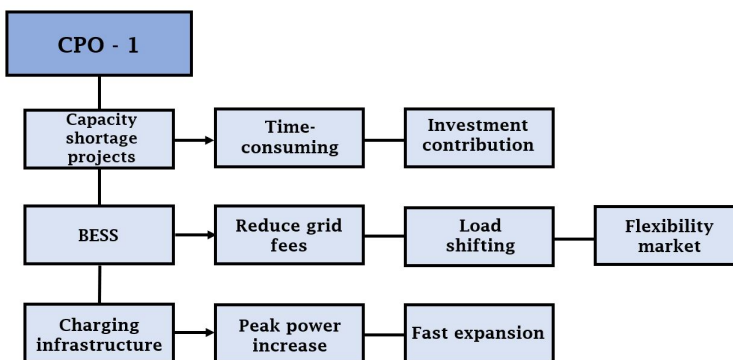 CPO - 1
Capacity
shortage
projects
Time-
consuming
Investment
contribution
BESS
Reduce grid
fees
Load
shifting
Flexibility
market
Charging
infrastructure
Peak power
increase
Fast expansion